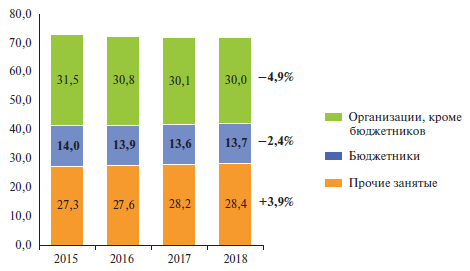 80,0
70,0
60,0
50,0
40,0
30,0
20,0
10,0
0,0
31,5 30,8 30,1 30,0 −4,9%
14,0 13,9 13,6 13,7 −2,4%
27,3 27,6 28,2 28,4 +3,9%
2015 2016 2017 2018
Организации, кроме
бюджетников
Бюджетники
Прочие занятые